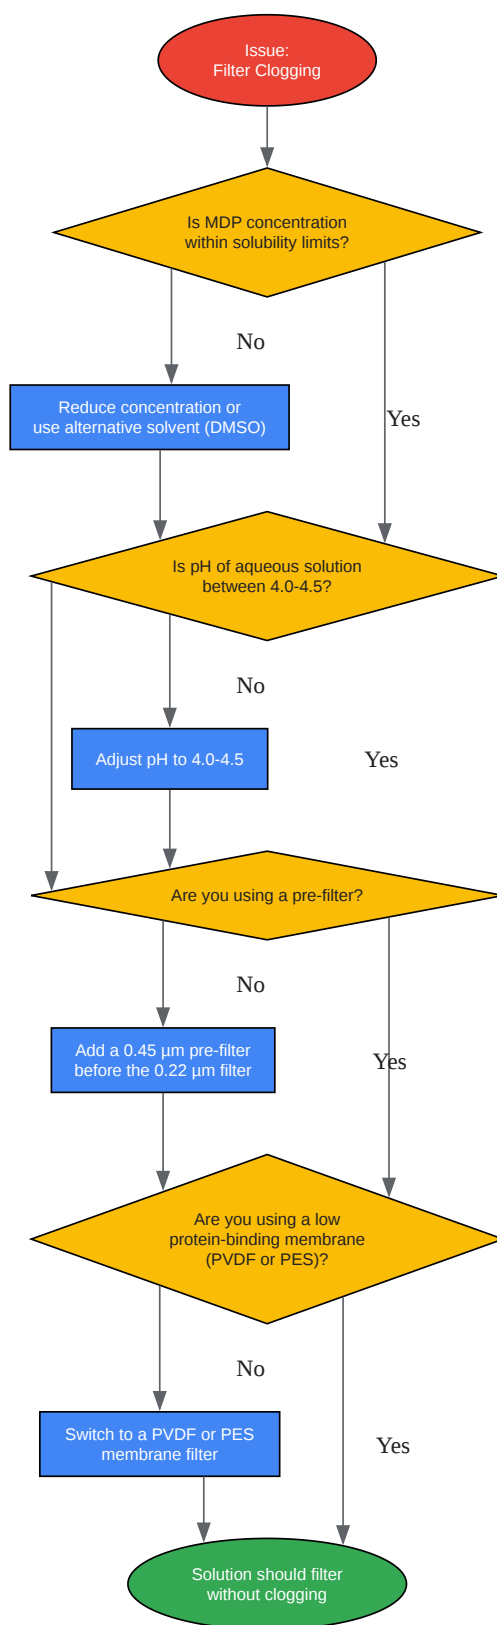 Issue:
Filter Clogging
Is MDP concentration
within solubility limits?
No
Reduce concentration or
use alternative solvent (DMSO)
Yes
Is pH of aqueous solution
between 4.0-4.5?
No
Adjust pH to 4.0-4.5
Yes
Are you using a pre-filter?
No
Add a 0.45 µm pre-filter
before the 0.22 µm filter
Yes
Are you using a low
protein-binding membrane
(PVDF or PES)?
No
Switch to a PVDF or PES
membrane filter
Yes
Solution should filter
without clogging